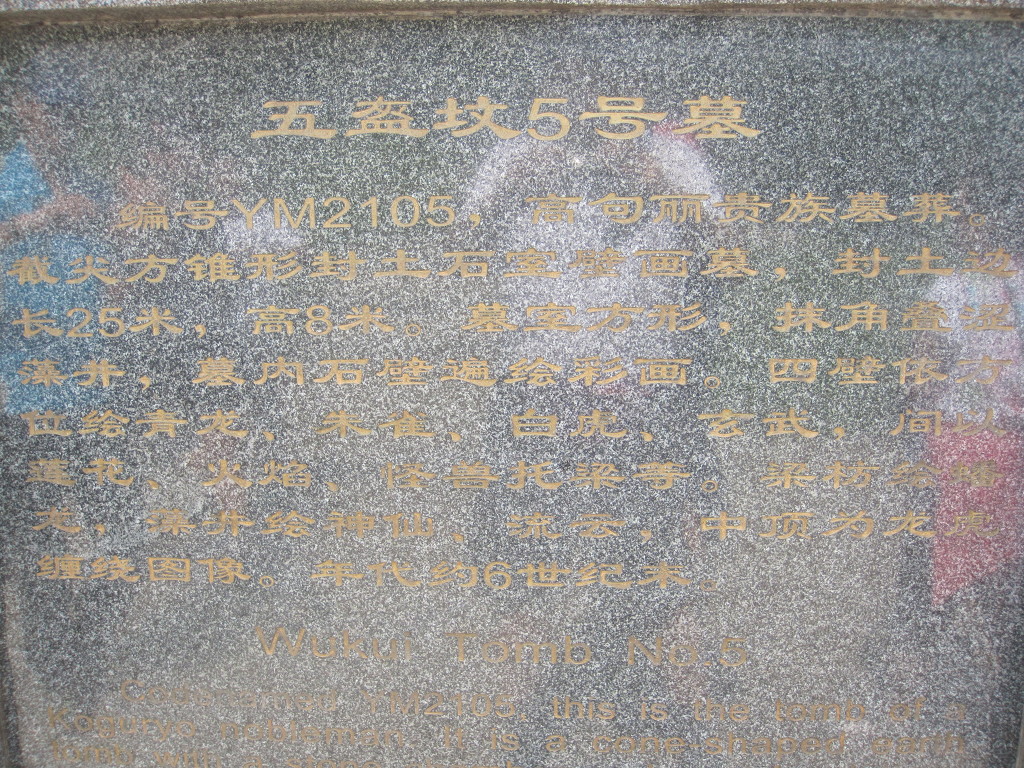 五盔坟5号墓
编号YM2105，高句丽贵族墓葬。
截尖方锥形封土石室壁画墓，封土边
长25米，高8米。墓室方形，抹角叠涩
藻井，墓内石壁遍绘彩画。四壁依方
位绘青龙、朱雀、白虎、玄武，间以
莲花、火焰、怪兽托梁等。梁枋绘蟠
龙，藻井绘神仙、流云，中顶为龙虎
缠绕图像。年代约6世纪末。
Wukui Tomb No.5
YM2105, this is the tomb of a
Koguryo nobleman. It is a cone-shaped earth
with a stone